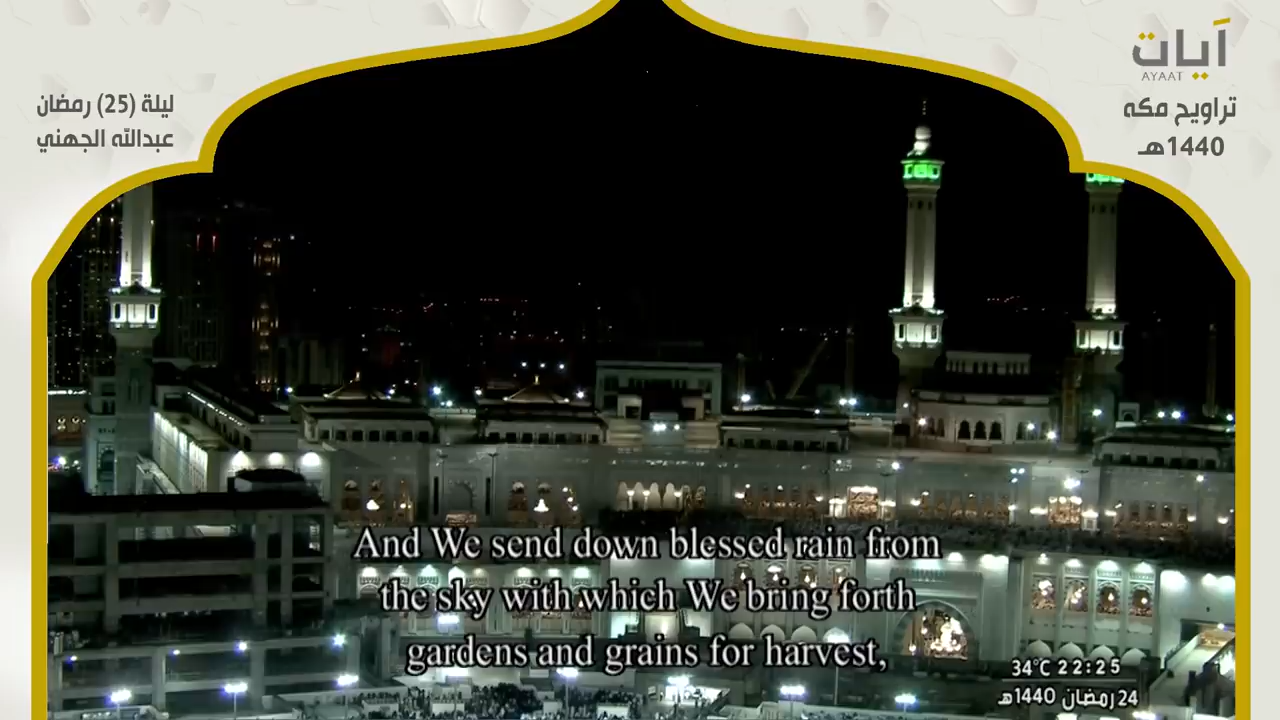 آيات
AYAAT
تراويح مكه
1440هـ
ليلة (25) رمضان
عبدالله الجهني
And We send down blessed rain from
the sky with which We bring forth
gardens and grains for harvest,
34°C 22:25
24 رمضان 1440هـ